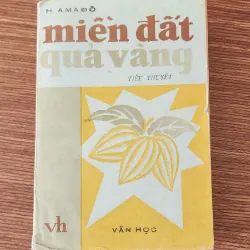 H. AMAĐÔ
miền đất
quả vàng
TIỂU THUYẾT
vh
VĂN HỌC